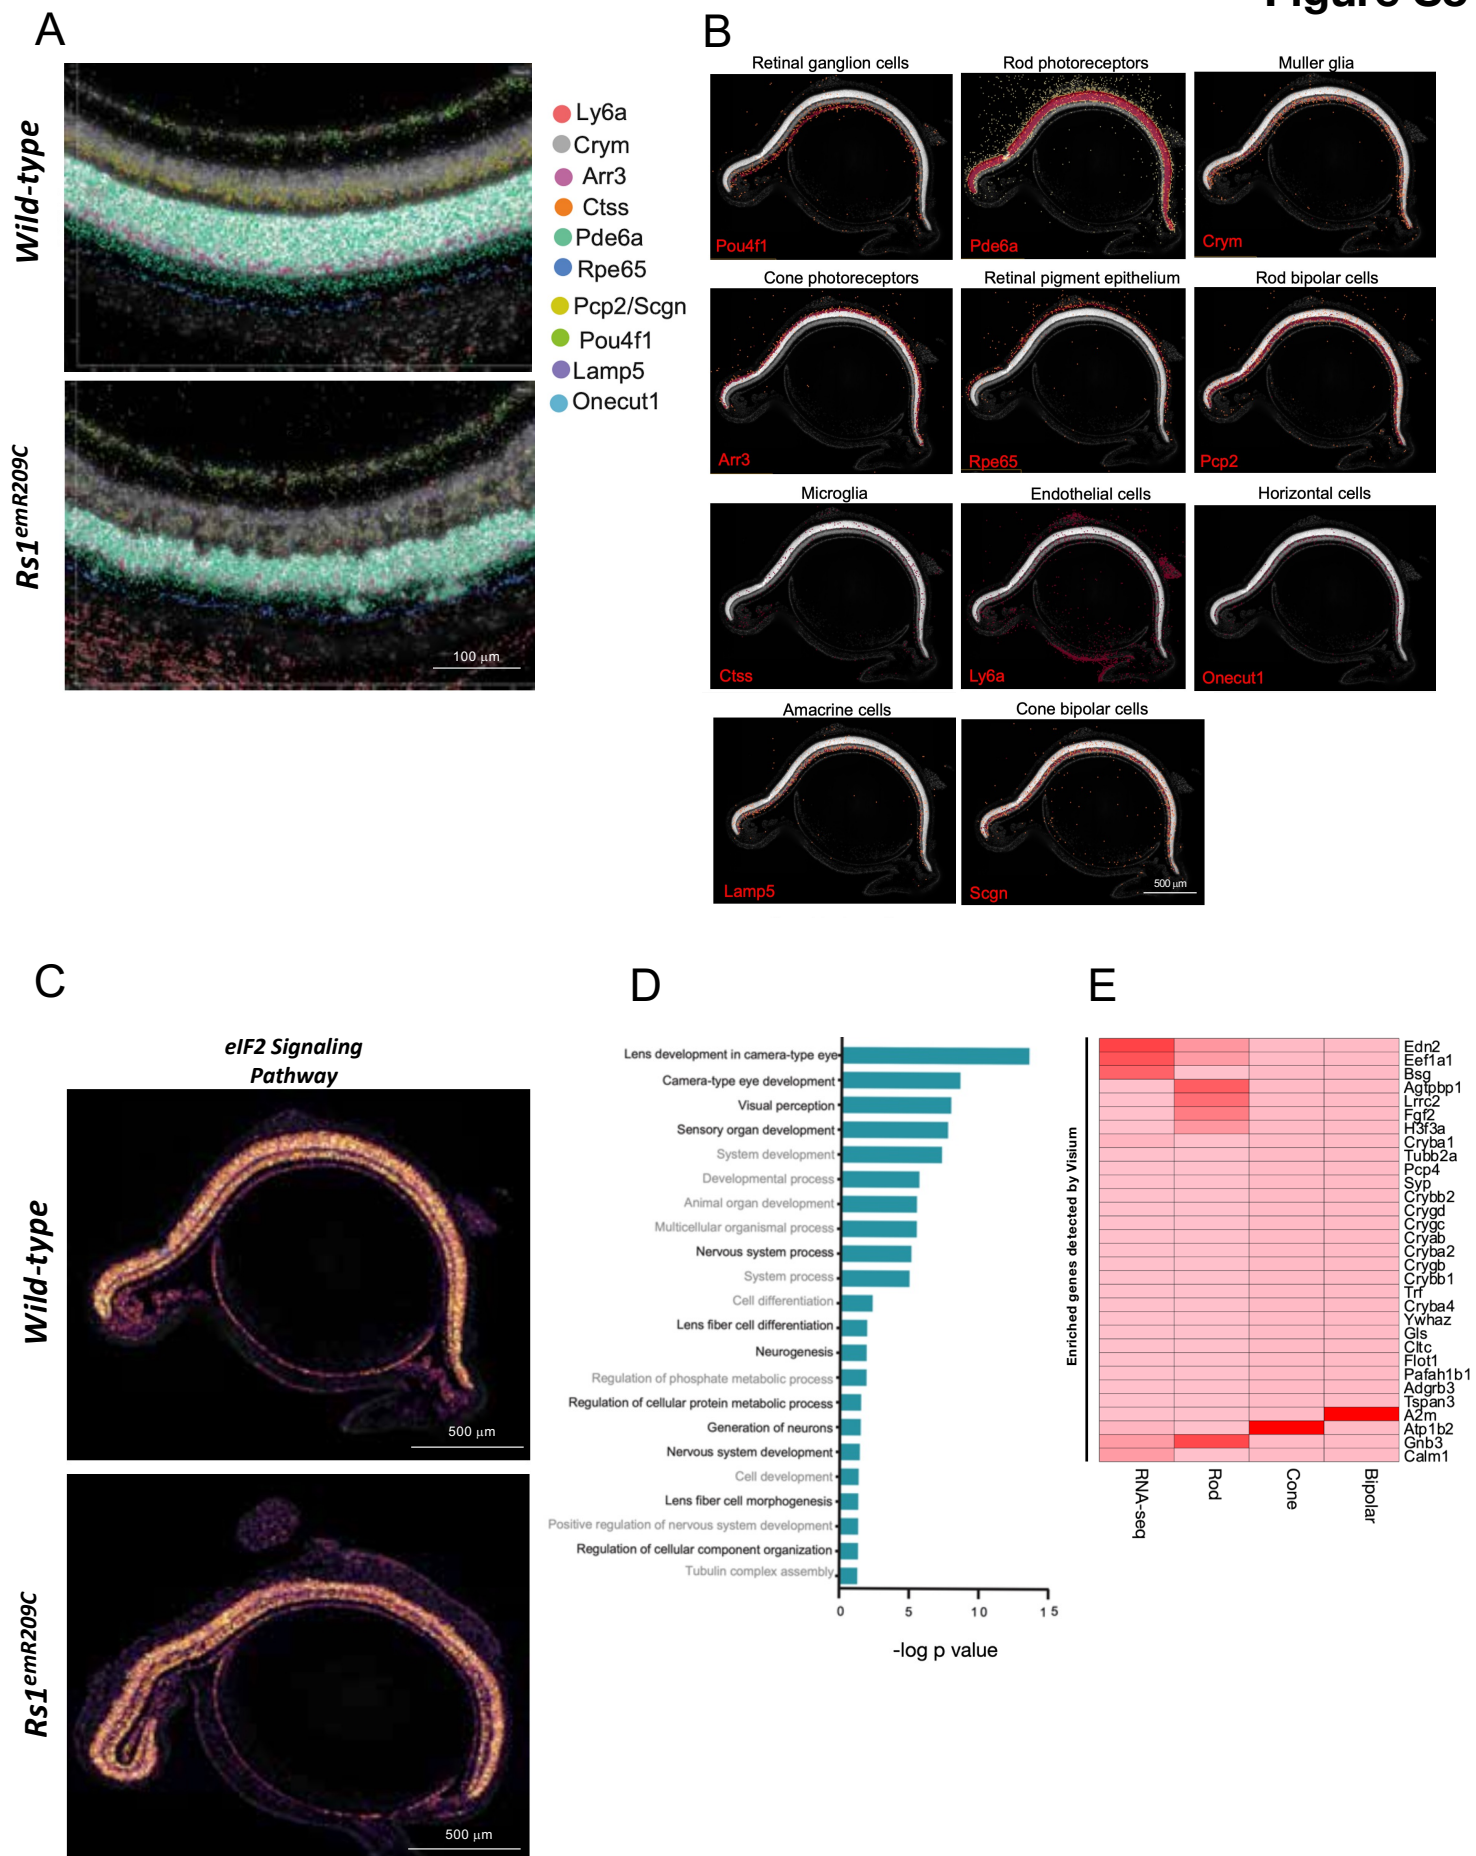 A
B
Wild-type
Rs1emR209C
100 μm
Ly6a
Crym
Arr3
Ctss
Pde6a
Rpe65
Pcp2/Scgn
Pou4f1
Lamp5
Onecut1
Retinal ganglion cells
Rod photoreceptors
Muller glia
Pou4f1
Pde6a
Crym
Cone photoreceptors
Retinal pigment epithelium
Rod bipolar cells
Arr3
Rpe65
Pcp2
Microglia
Endothelial cells
Horizontal cells
Ctss
Ly6a
Onecut1
Amacrine cells
Cone bipolar cells
Lamp5
Scgn
500 μm
C
eIF2 Signaling
Pathway
Wild-type
500 μm
Rs1emR209C
500 μm
D
Lens development in camera-type eye
Camera-type eye development
Visual perception
Sensory organ development
System development
Developmental process
Animal organ development
Multicellular organismal process
Nervous system process
System process
Cell differentiation
Lens fiber cell differentiation
Neurogenesis
Regulation of phosphate metabolic process
Regulation of cellular protein metabolic process
Generation of neurons
Nervous system development
Cell development
Lens fiber cell morphogenesis
Positive regulation of nervous system development
Regulation of cellular component organization
Tubulin complex assembly
0 5 10 15
-log p value
E
Enriched genes detected by Visium
Edn2
Eef1a1
Bsg
Agtpbp1
Lrrc2
Fgf2
H3f3a
Cryba1
Tubb2a
Pcp4
Syp
Crybb2
Crygd
Crygc
Cryab
Cryba2
Crygb
Crybb1
Trf
Cryba4
Ywhaz
Gls
Cltc
Flot1
Pafah1b1
Adgrb3
Tspan3
A2m
Atp1b2
Gnb3
Calm1
RNA-seq
Rod
Cone
Bipolar